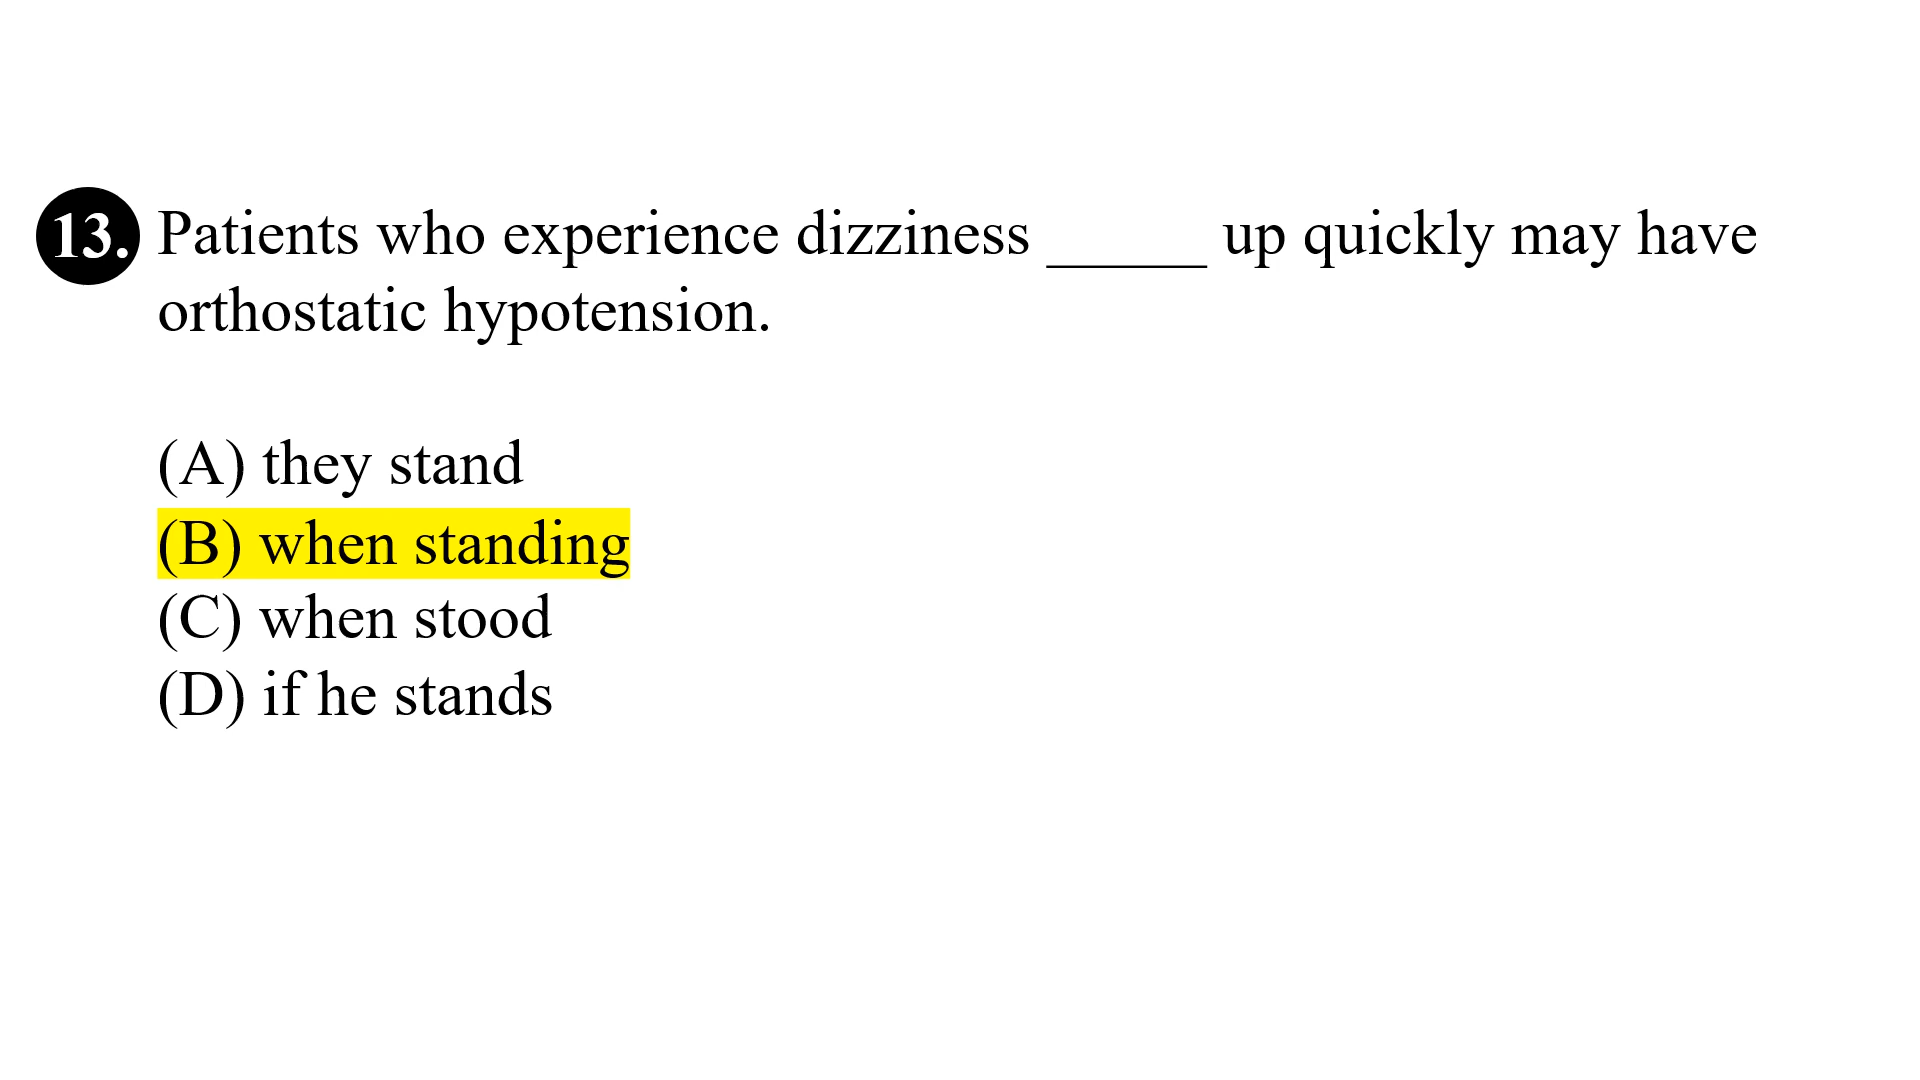 13. Patients who experience dizziness _____ up quickly may have
orthostatic hypotension.
(A) they stand
(B) when standing
(C) when stood
(D) if he stands